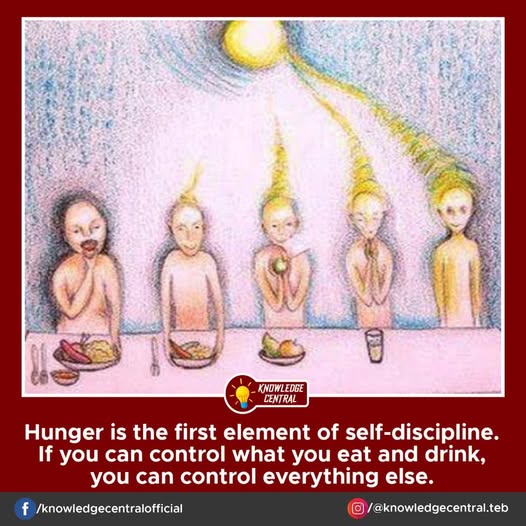 KNOWLEDGE
CENTRAL
Hunger is the first element of self-discipline.
If you can control what you eat and drink,
you can control everything else.
f /knowledgecentralofficial
/@knowledgecentral.teb